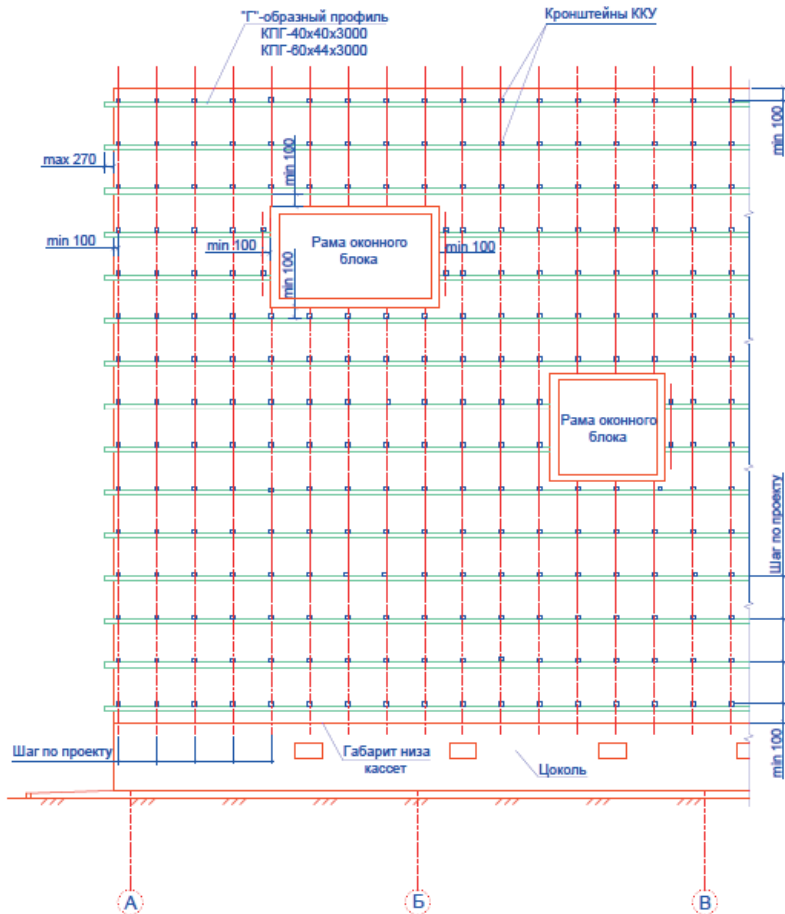 "Г"-образный профиль
КПГ-40х40х3000
КПГ-60х44х3000
Кронштейны ККУ
min 100
max 270
min 100
min 100
min 100
Рама оконного
блока
min 100
min 100
Рама оконного
блока
Шаг по проекту
Шаг по проекту
Габарит низа
кассет
Цоколь
min 100
А
Б
В